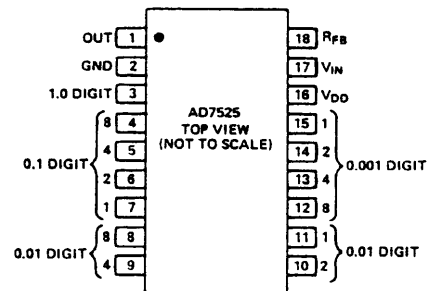 OUT 1
GND 2
1.0 DIGIT 3
0.1 DIGIT
8 4
4 5
2 6
1 7
0.01 DIGIT
8 8
4 9
AD7525
TOP VIEW
(NOT TO SCALE)
18 RFB
17 VIN
16 VDD
15 1
14 2
13 4
12 8
0.001 DIGIT
11 1
10 2
0.01 DIGIT